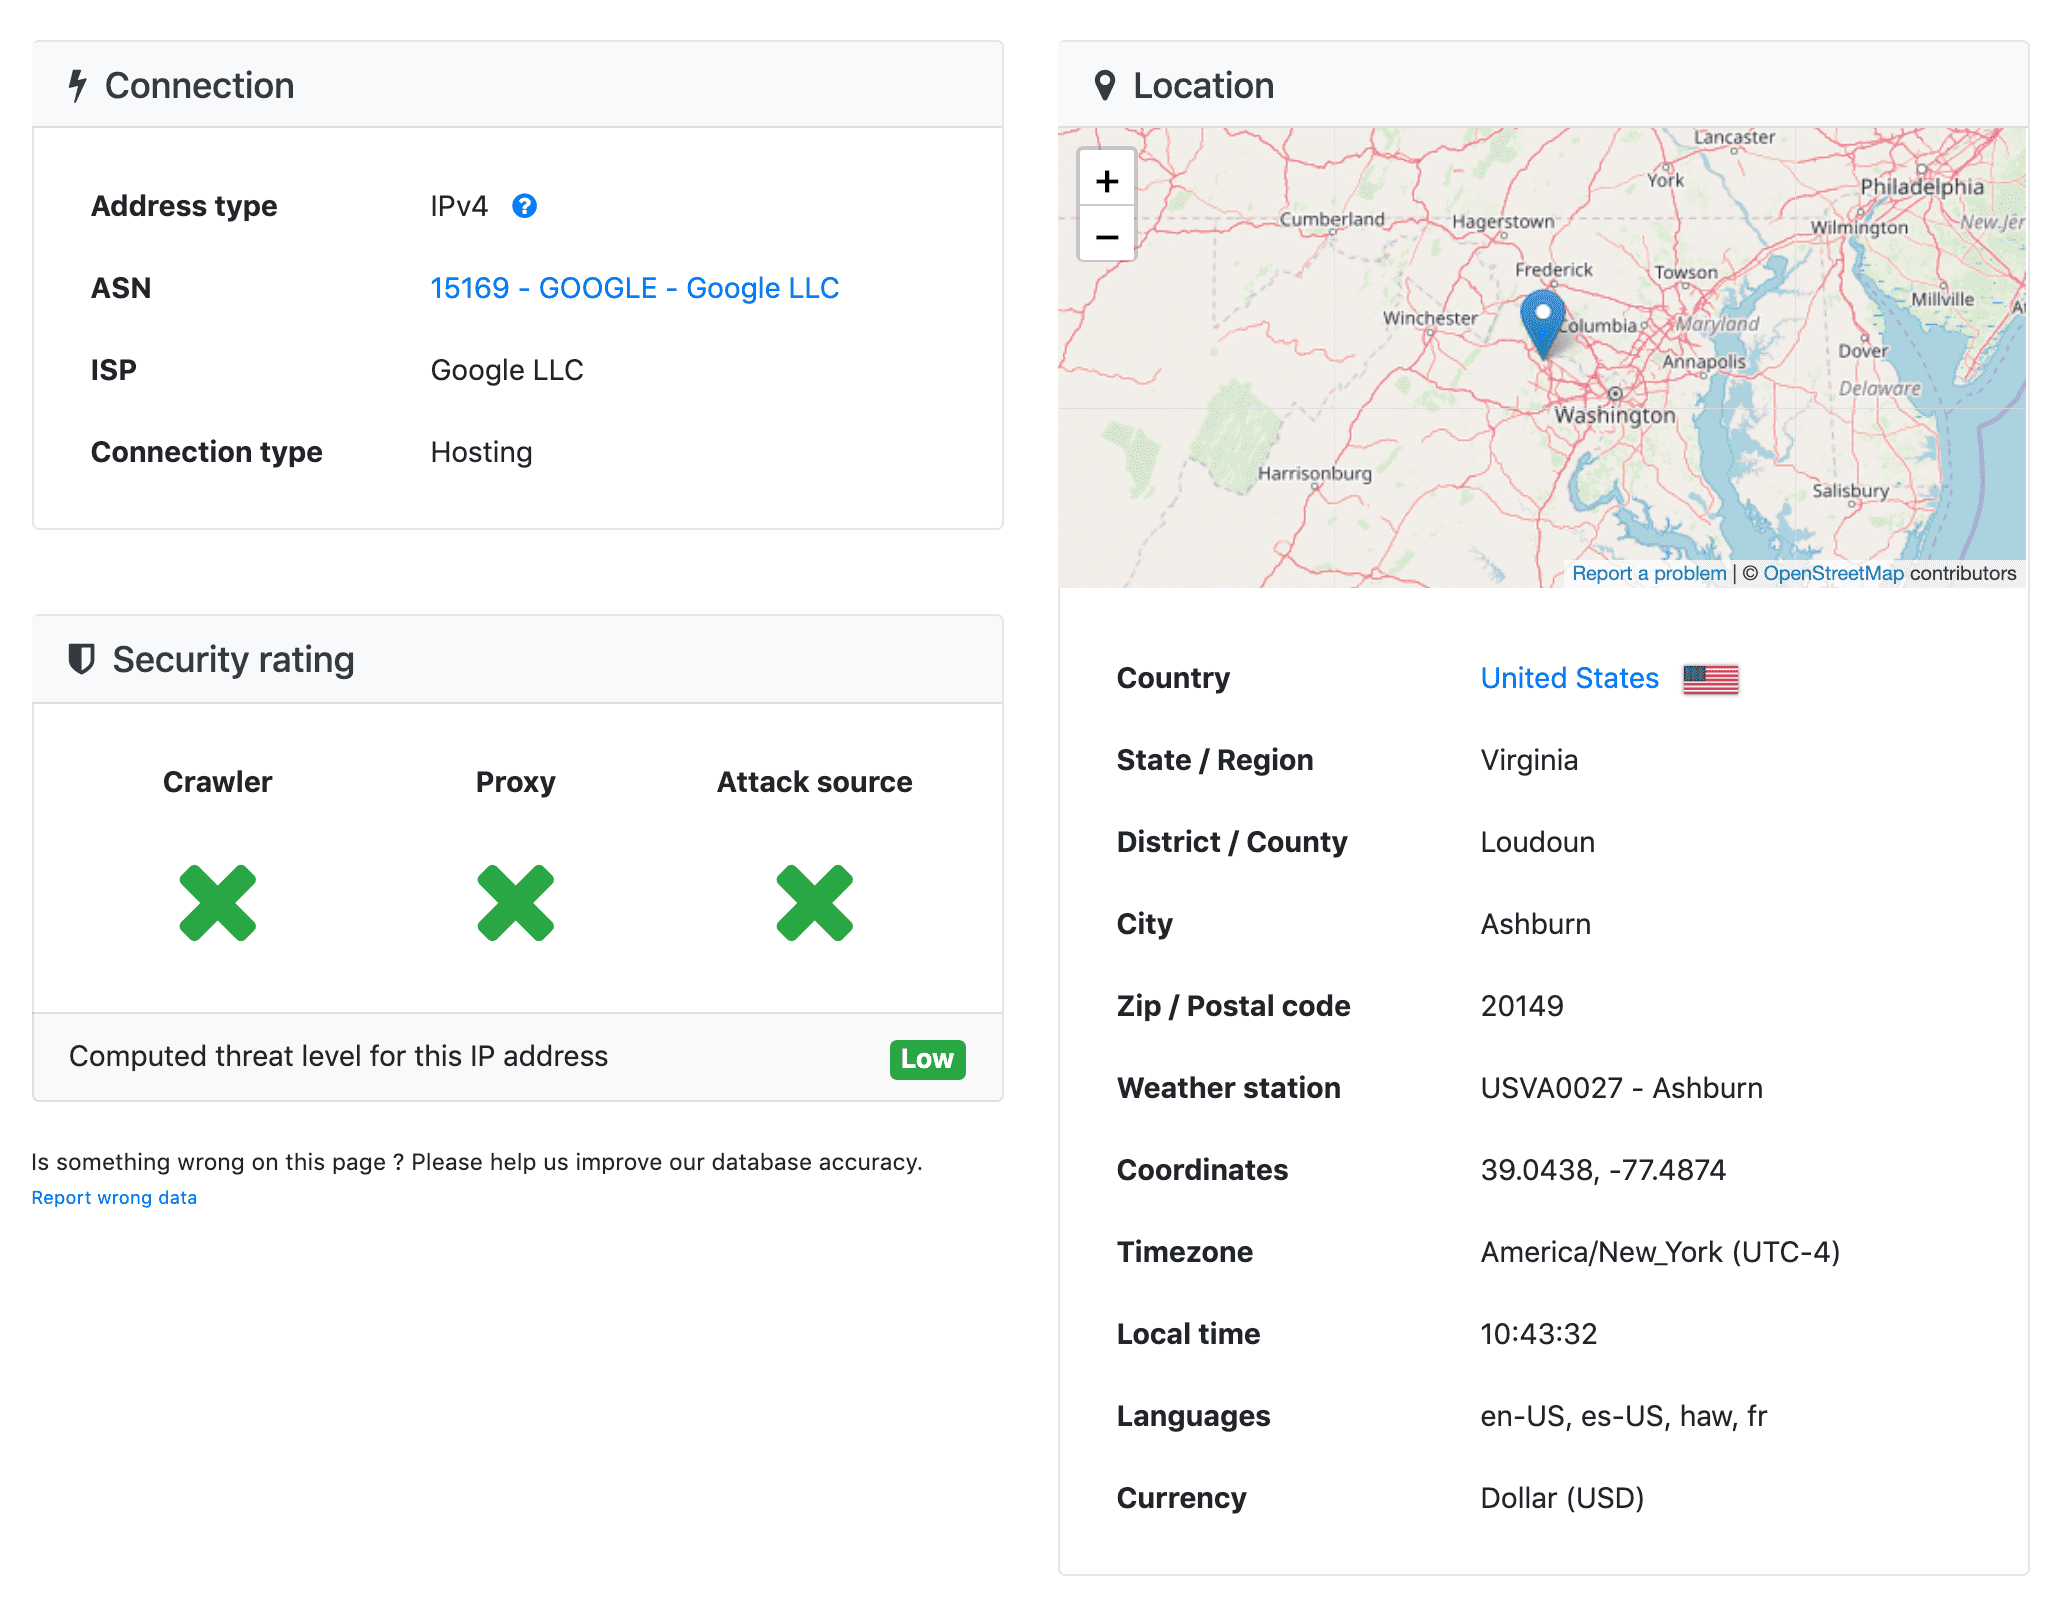 Connection
Address type IPv4 ?
ASN 15169 - GOOGLE - Google LLC
ISP Google LLC
Connection type Hosting
Security rating
Crawler Proxy Attack source
Computed threat level for this IP address Low
Is something wrong on this page ? Please help us improve our database accuracy.
Report wrong data
Location
+
−
Lancaster
York
Philadelphia
Cumberland
Hagerstown
Wilmington
New Jer
Frederick
Towson
Millville
Winchester
Columbia
Maryland
Dover
Annapolis
Delaware
Washington
Harrisonburg
Salisbury
Report a problem | © OpenStreetMap contributors
Country United States
State / Region Virginia
District / County Loudoun
City Ashburn
Zip / Postal code 20149
Weather station USVA0027 - Ashburn
Coordinates 39.0438, -77.4874
Timezone America/New_York (UTC-4)
Local time 10:43:32
Languages en-US, es-US, haw, fr
Currency Dollar (USD)